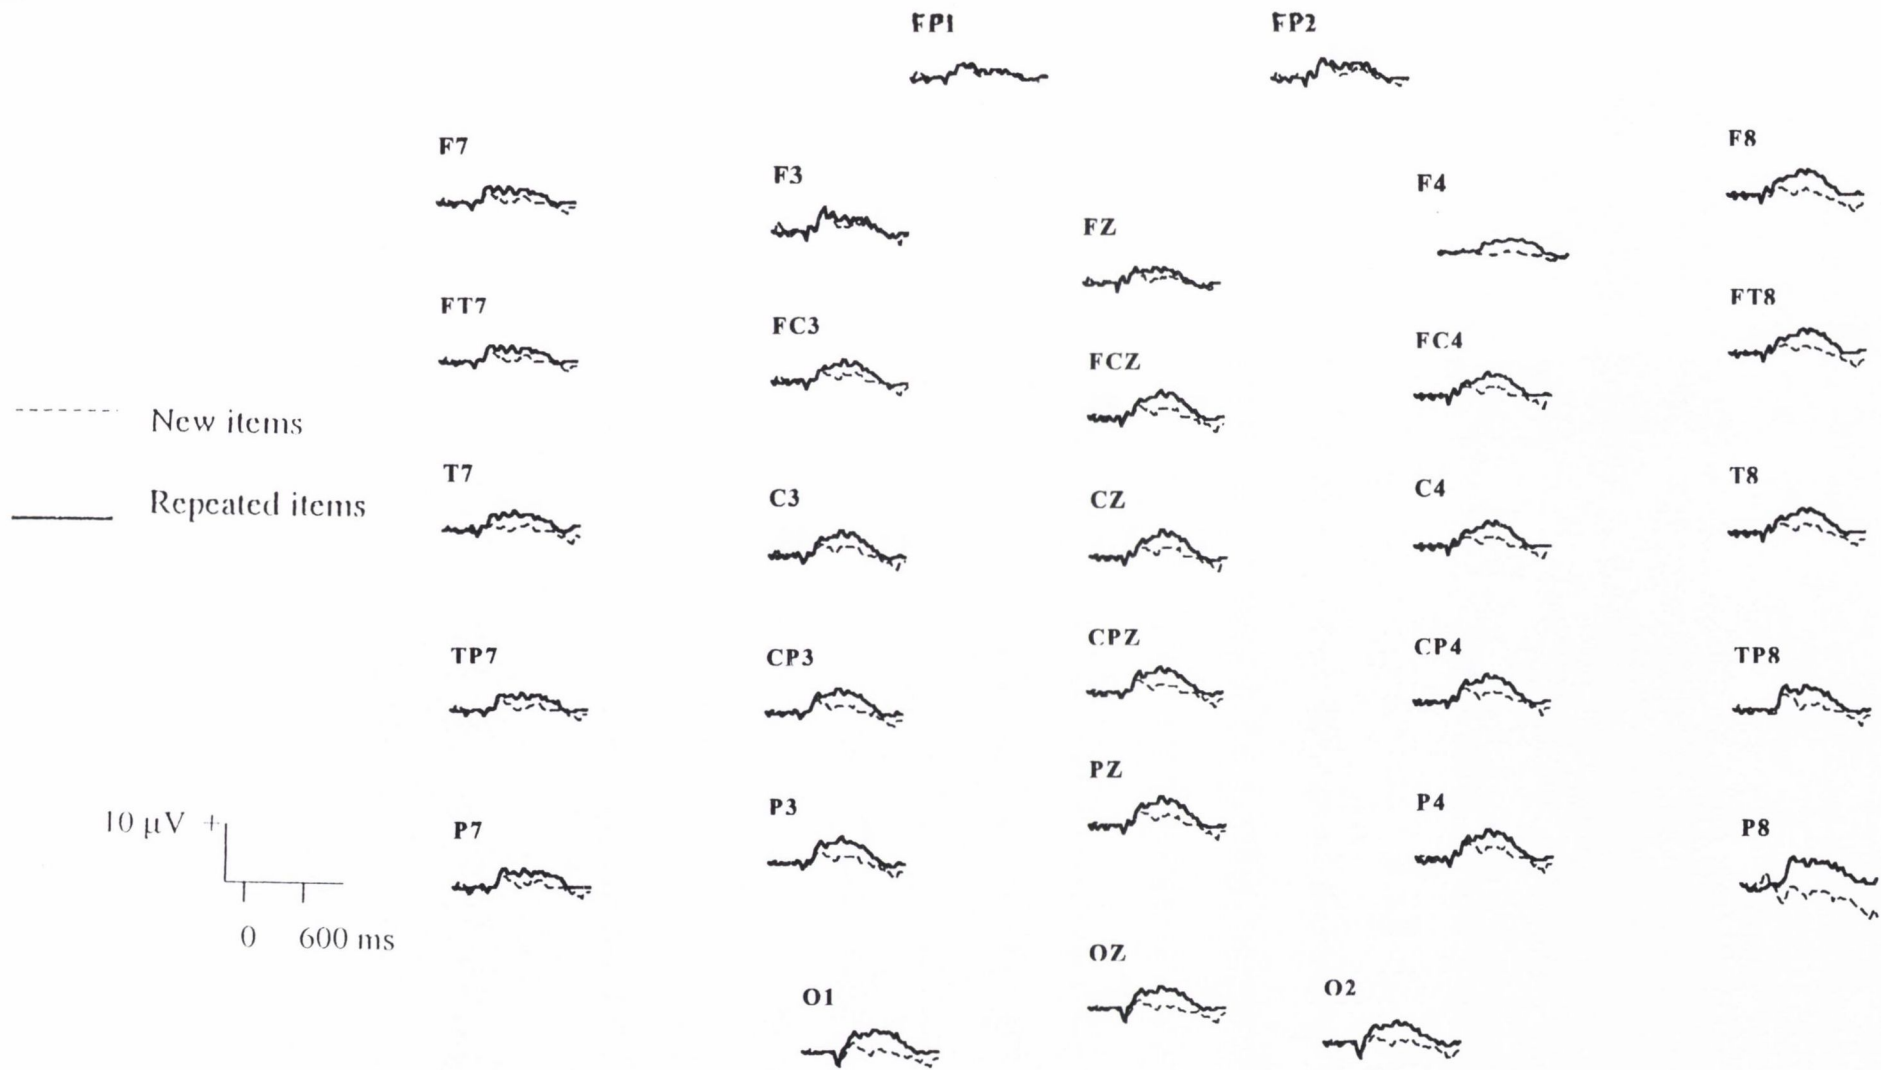 FP1 FP2
F7 F3 FZ F4 F8
FT7 FC3 FCZ FC4 FT8
New items
Repeated items
T7 C3 CZ C4 T8
TP7 CP3 CPZ CP4 TP8
10 µV +
P7 P3 PZ P4 P8
0 600 ms
O1 OZ O2